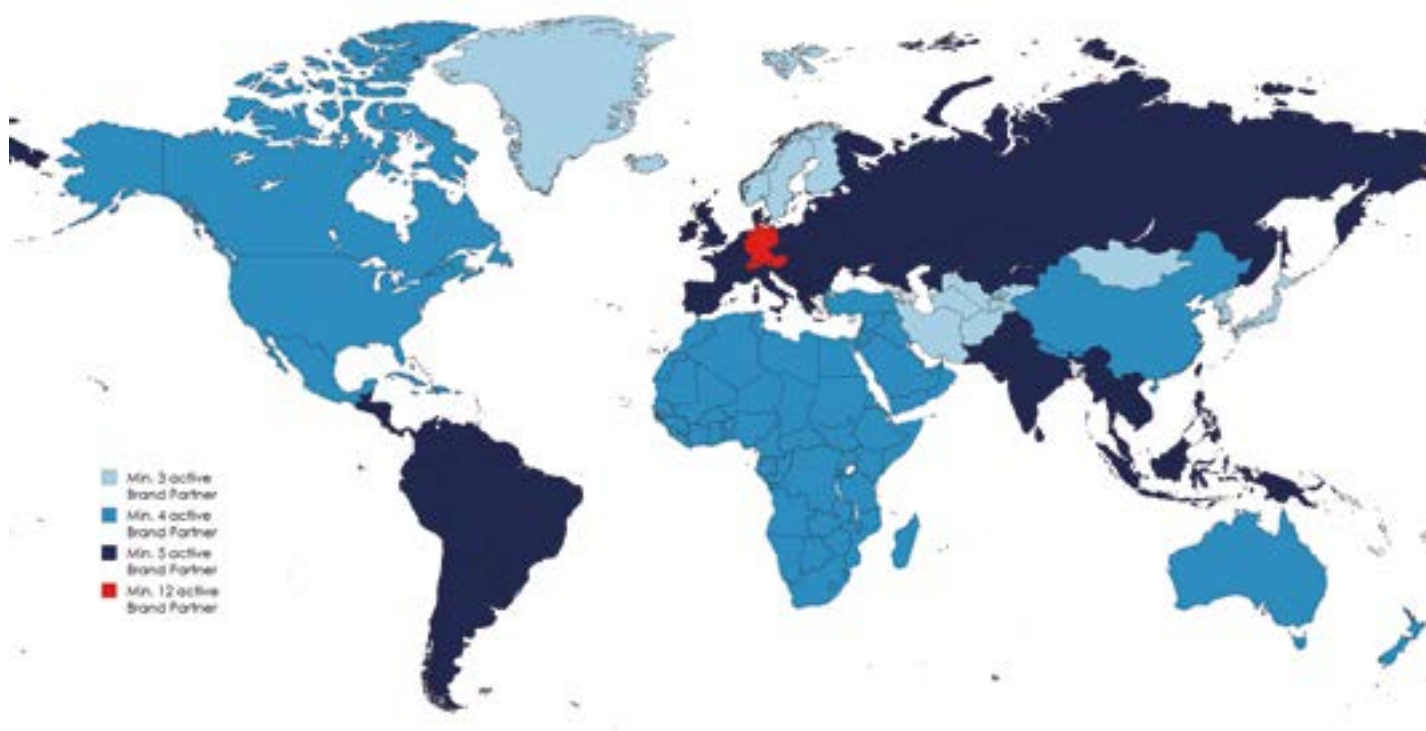 Min. 3 active
Brand Partner
Min. 4 active
Brand Partner
Min. 5 active
Brand Partner
Min. 12 active
Brand Partner